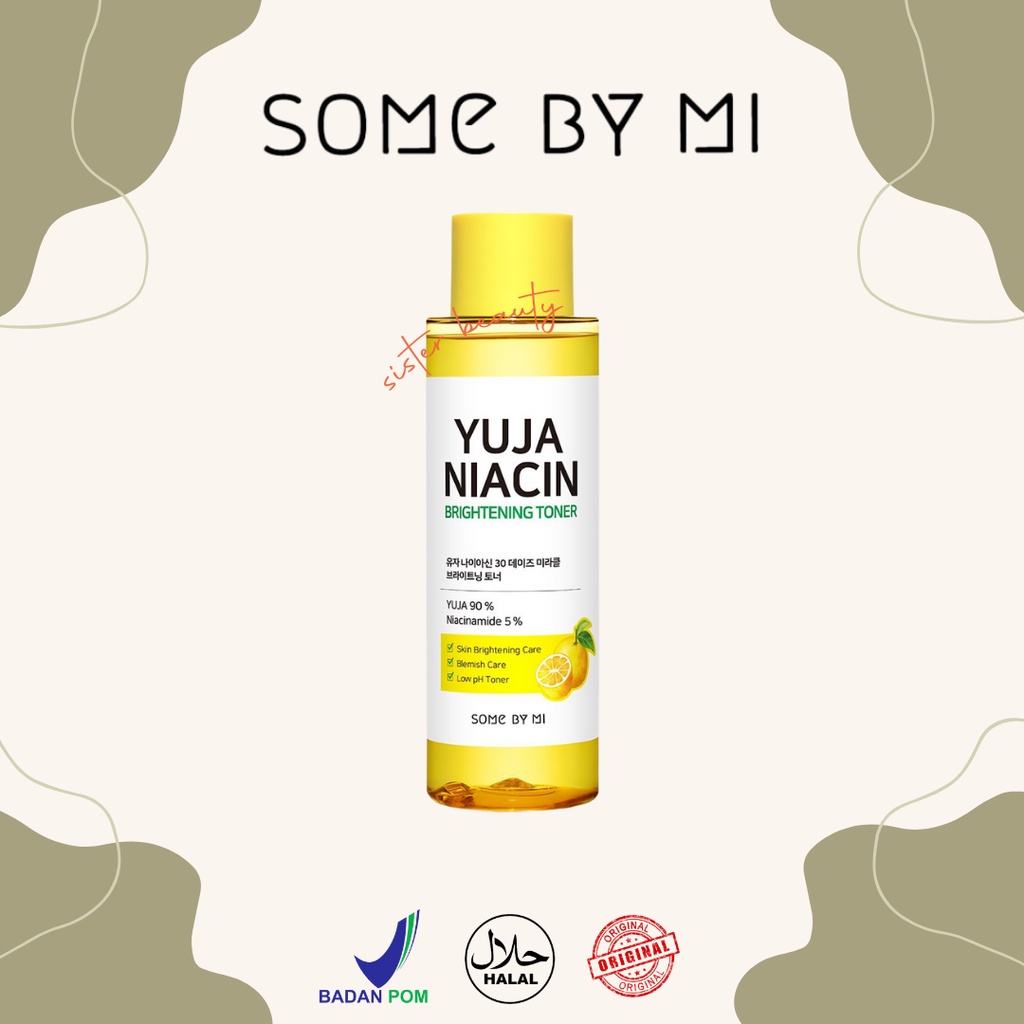 SOME BY MI
sister beauty
YUJA
NIACIN
BRIGHTENING TONER
유자 나이아신 30 데이즈 미라클
브라이트닝 토너
YUJA 90 %
Niacinamide 5 %
Skin Brightening Care
Blemish Care
Low pH Toner
SOME BY MI
BADAN POM
حلال
HALAL
ORIGINAL
ORIGINAL
ORIGINAL